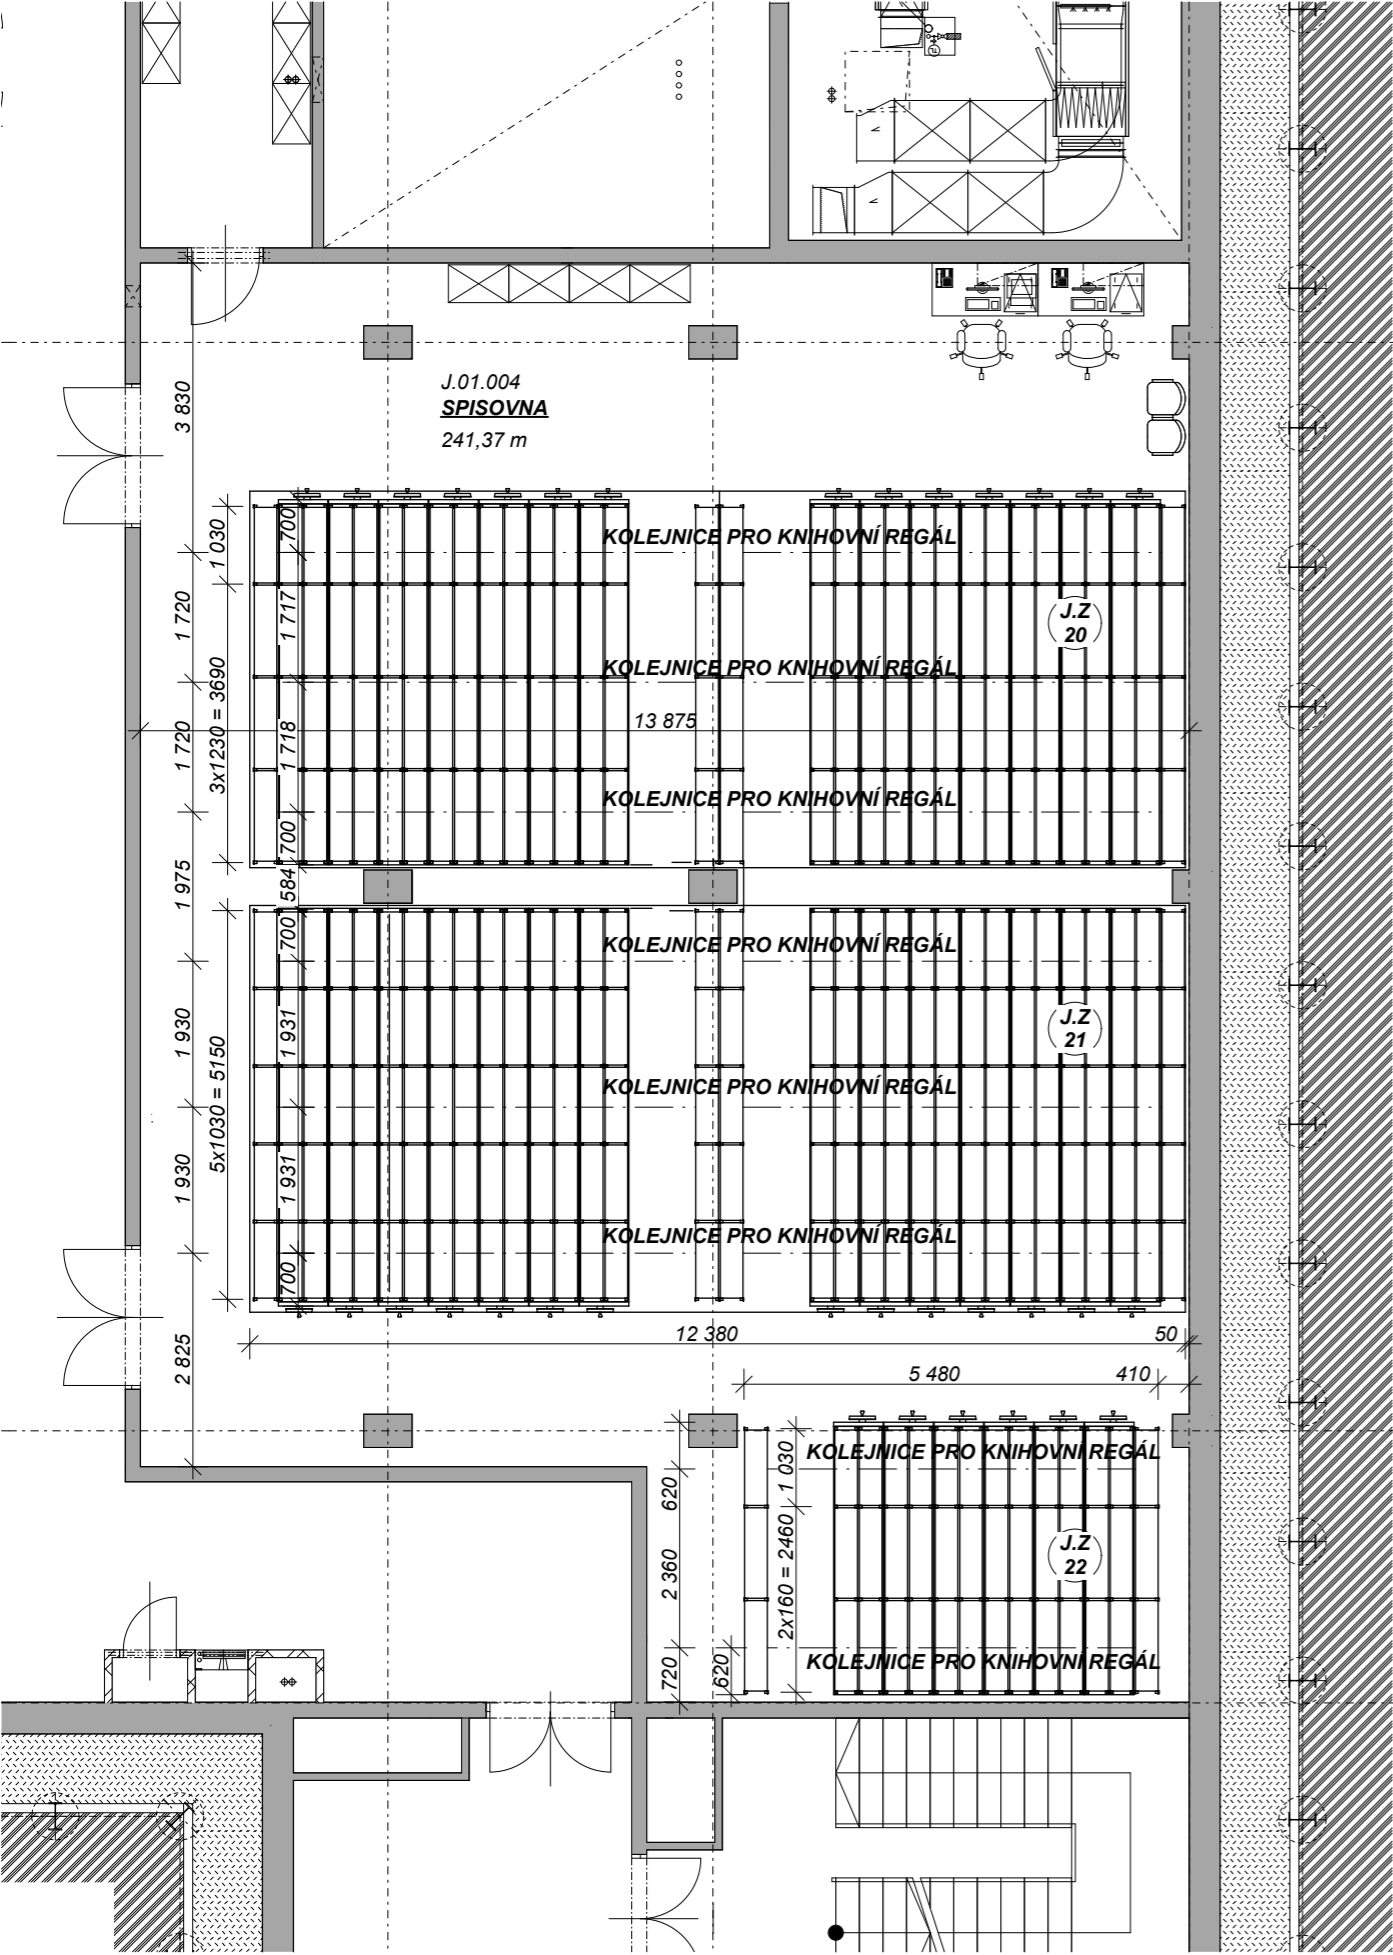 J.01.004
SPISOVNA
241,37 m
3 830
1 030
700
KOLEJNICE PRO KNIHOVNÍ REGÁL
1 720
1 717
J.Z
20
3x1230 = 3690
KOLEJNICE PRO KNIHOVNÍ REGÁL
1 720
1 718
13 875
KOLEJNICE PRO KNIHOVNÍ REGÁL
700
1 975
584
700
KOLEJNICE PRO KNIHOVNÍ REGÁL
1 930
1 931
J.Z
21
5x1030 = 5150
KOLEJNICE PRO KNIHOVNÍ REGÁL
1 930
1 931
KOLEJNICE PRO KNIHOVNÍ REGÁL
700
12 380
50
2 825
5 480
410
KOLEJNICE PRO KNIHOVNÍ REGÁL
620
1 030
2 360
2x160 = 2460
J.Z
22
720
620
KOLEJNICE PRO KNIHOVNÍ REGÁL